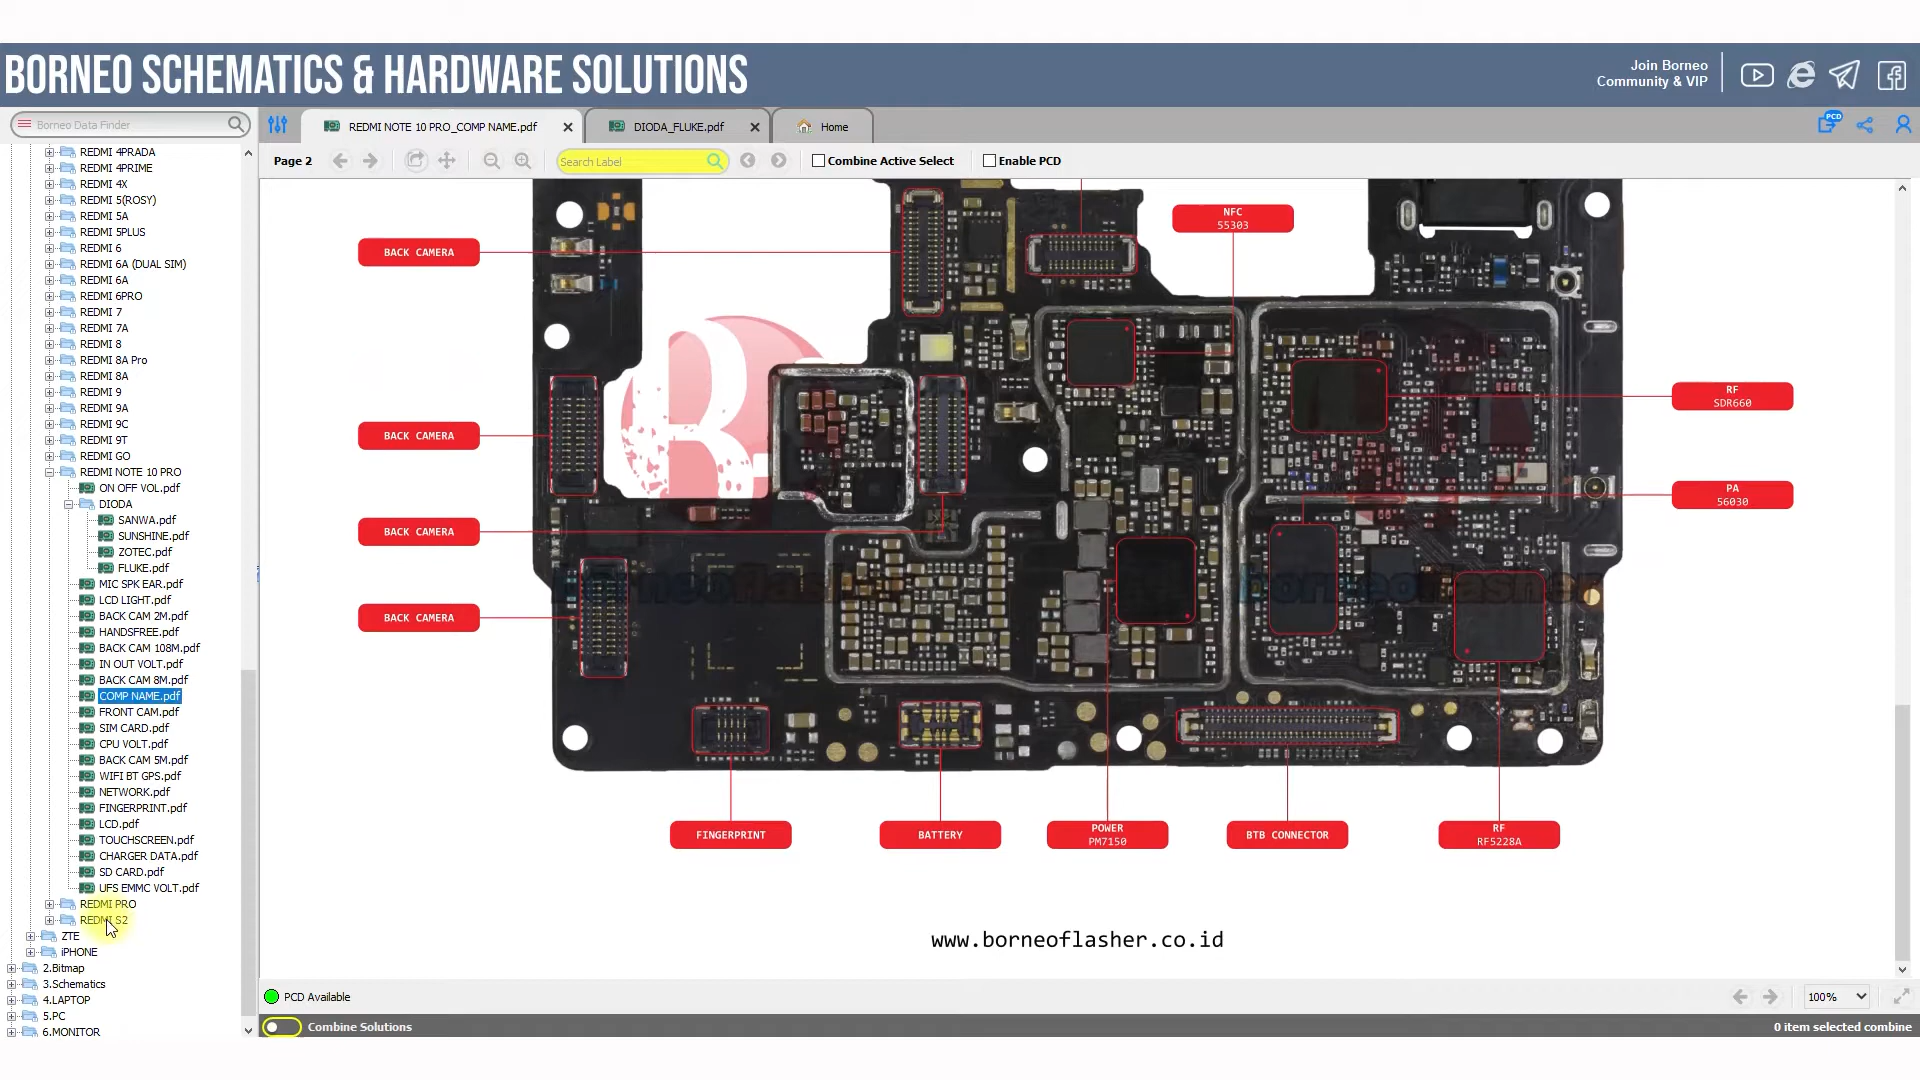 BORNEO SCHEMATICS & HARDWARE SOLUTIONS
Join Borneo
Community & VIP
Borneo Data Finder
REDMI NOTE 10 PRO_COMP NAME.pdf
DIODA_FLUKE.pdf
Home
PCD
Page 2
Search Label
Combine Active Select
Enable PCD
REDMI 4PRADA
REDMI 4PRIME
REDMI 4X
REDMI 5(ROSY)
REDMI 5A
REDMI 5PLUS
REDMI 6
REDMI 6A (DUAL SIM)
REDMI 6A
REDMI 6PRO
REDMI 7
REDMI 7A
REDMI 8
REDMI 8A Pro
REDMI 8A
REDMI 9
REDMI 9A
REDMI 9C
REDMI 9T
REDMI GO
REDMI NOTE 10 PRO
ON OFF VOL.pdf
DIODA
SANWA.pdf
SUNSHINE.pdf
ZOTEC.pdf
FLUKE.pdf
MIC SPK EAR.pdf
LCD LIGHT.pdf
BACK CAM 2M.pdf
HANDSFREE.pdf
BACK CAM 108M.pdf
IN OUT VOLT.pdf
BACK CAM 8M.pdf
COMP NAME.pdf
FRONT CAM.pdf
SIM CARD.pdf
CPU VOLT.pdf
BACK CAM 5M.pdf
WIFI BT GPS.pdf
NETWORK.pdf
FINGERPRINT.pdf
LCD.pdf
TOUCHSCREEN.pdf
CHARGER DATA.pdf
SD CARD.pdf
UFS EMMC VOLT.pdf
REDMI PRO
REDMI S2
ZTE
iPHONE
2.Bitmap
3.Schematics
4.LAPTOP
5.PC
6.MONITOR
NFC
55303
BACK CAMERA
RF
SDR660
BACK CAMERA
PA
56030
BACK CAMERA
borneoflasher
borneoflasher
BACK CAMERA
FINGERPRINT
BATTERY
POWER
PM7150
BTB CONNECTOR
RF
RF5228A
www.borneoflasher.co.id
PCD Available
100%
Combine Solutions
0 item selected combine